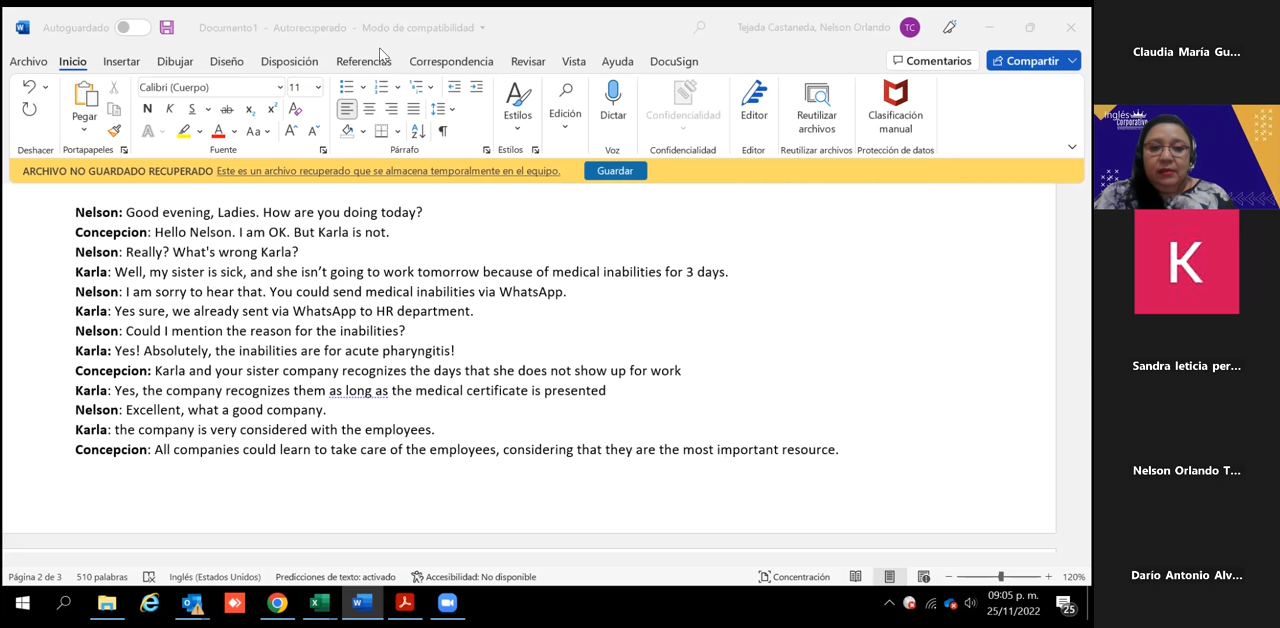 Autoguardado
Documento1 - Autorecuperado - Modo de compatibilidad
Tejada Castaneda, Nelson Orlando
TC
Archivo Inicio Insertar Dibujar Diseño Disposición Referencias Correspondencia Revisar Vista Ayuda DocuSign
Comentarios
Compartir
Pegar
Calibri (Cuerpo) 11
N K S ab x₂ x²
A A Aa A A
Estilos
Edición
Dictar
Confidencialidad
Editor
Reutilizar archivos
Clasificación manual
Deshacer Portapapeles Fuente Párrafo Estilos Voz Confidencialidad Editor Reutilizar archivos Protección de datos
ARCHIVO NO GUARDADO RECUPERADO Este es un archivo recuperado que se almacena temporalmente en el equipo. Guardar
Nelson: Good evening, Ladies. How are you doing today?
Concepcion: Hello Nelson. I am OK. But Karla is not.
Nelson: Really? What's wrong Karla?
Karla: Well, my sister is sick, and she isn’t going to work tomorrow because of medical inabilities for 3 days.
Nelson: I am sorry to hear that. You could send medical inabilities via WhatsApp.
Karla: Yes sure, we already sent via WhatsApp to HR department.
Nelson: Could I mention the reason for the inabilities?
Karla: Yes! Absolutely, the inabilities are for acute pharyngitis!
Concepcion: Karla and your sister company recognizes the days that she does not show up for work
Karla: Yes, the company recognizes them as long as the medical certificate is presented
Nelson: Excellent, what a good company.
Karla: the company is very considered with the employees.
Concepcion: All companies could learn to take care of the employees, considering that they are the most important resource.
Página 2 de 3 510 palabras Inglés (Estados Unidos) Predicciones de texto: activado Accesibilidad: No disponible Concentración 120%
09:05 p. m.
25/11/2022
25
Claudia María Gu...
Inglés
Corporativo
K
Sandra leticia per...
Nelson Orlando T...
Darío Antonio Alv...